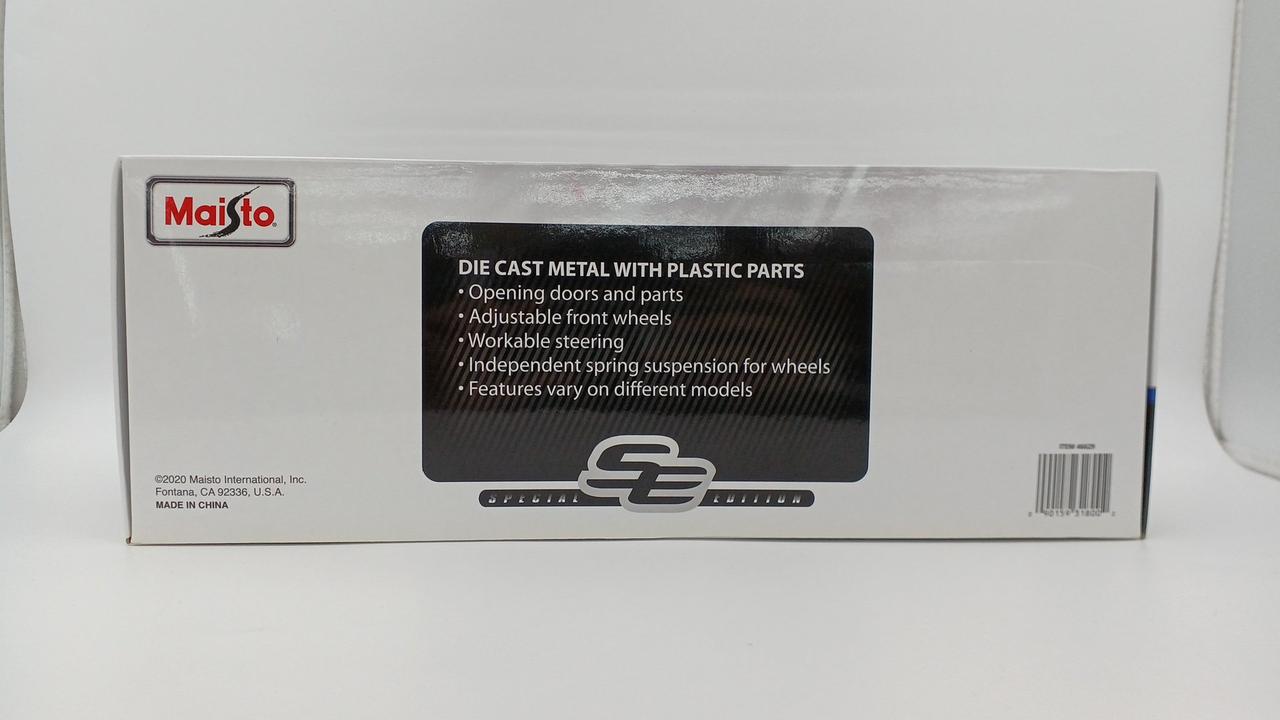 Maisto®
DIE CAST METAL WITH PLASTIC PARTS
• Opening doors and parts
• Adjustable front wheels
• Workable steering
• Independent spring suspension for wheels
• Features vary on different models
SE
SPECIAL EDITION
©2020 Maisto International, Inc.
Fontana, CA 92336, U.S.A.
MADE IN CHINA